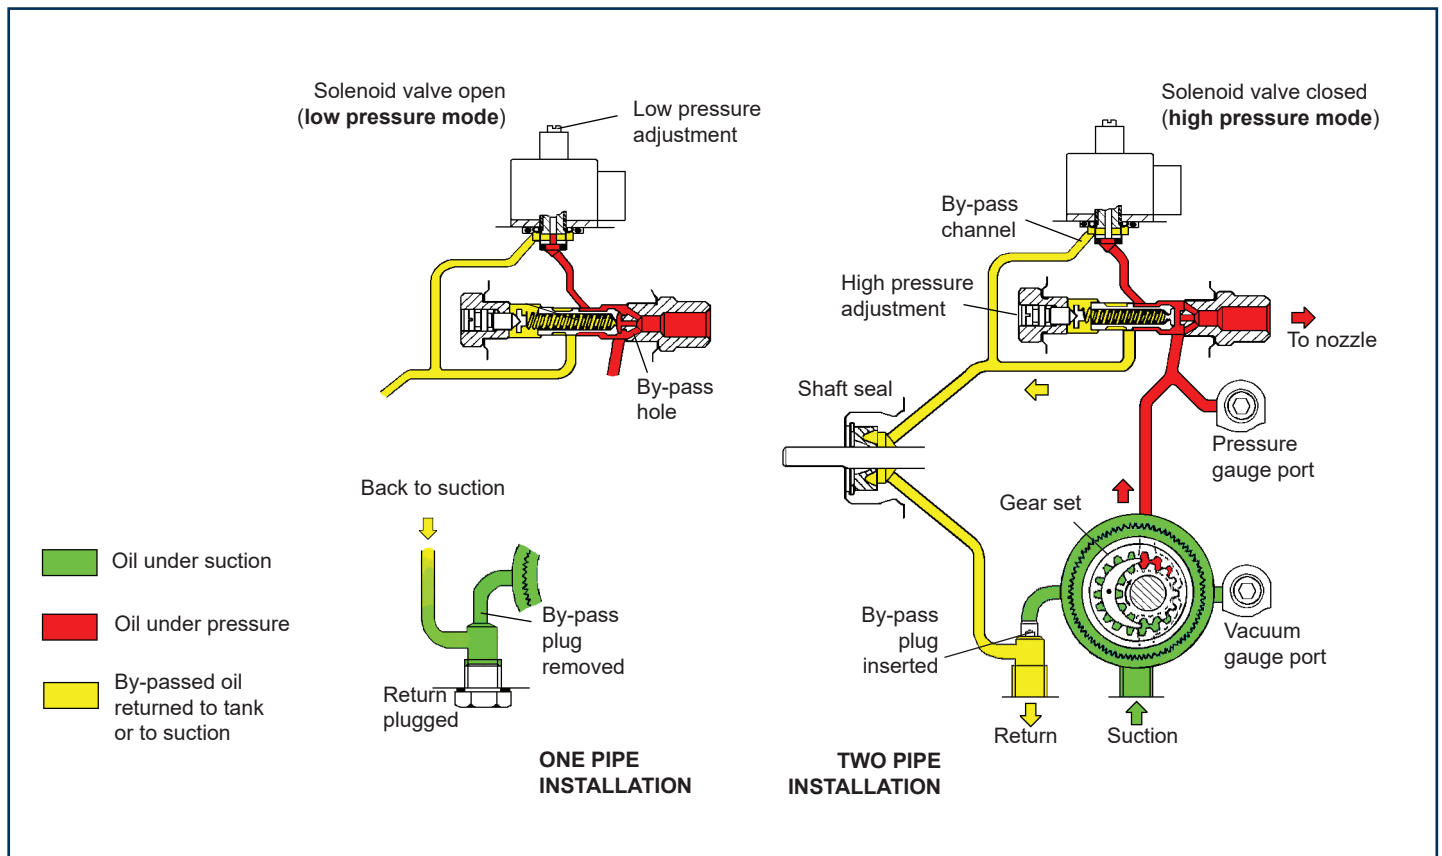 Solenoid valve open
(low pressure mode)
Low pressure
adjustment
By-pass
hole
Solenoid valve closed
(high pressure mode)
By-pass
channel
High pressure
adjustment
To nozzle
Shaft seal
Pressure
gauge port
Gear set
Vacuum
gauge port
By-pass
plug
inserted
Return
Suction
TWO PIPE
INSTALLATION
Back to suction
By-pass
plug
removed
Return
plugged
ONE PIPE
INSTALLATION
Oil under suction
Oil under pressure
By-passed oil
returned to tank
or to suction